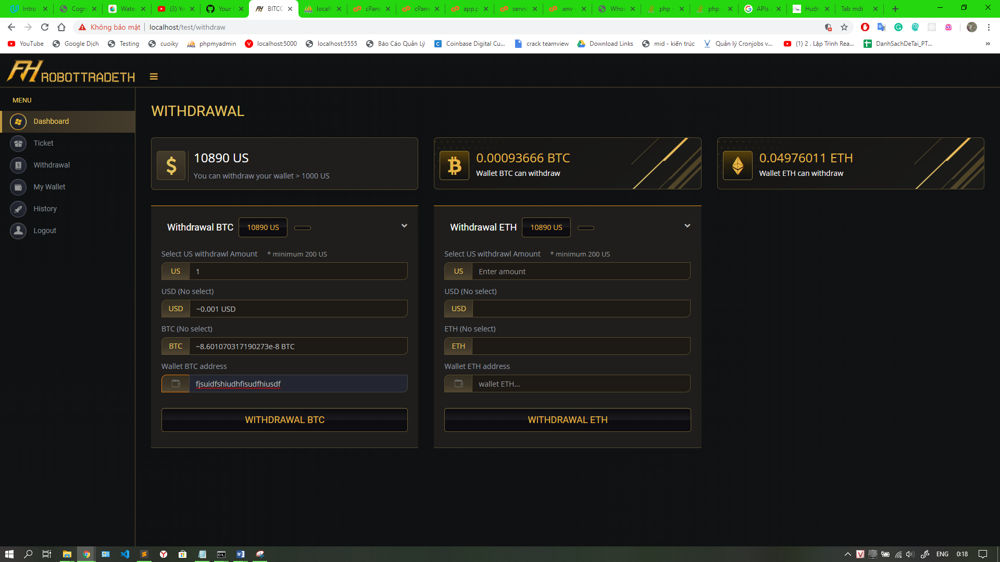 Intro
Cogn
Wate
(3) Yo
Your
BITCC
localh
cPane
cPane
app.p
servic
.env -
Whoc
php -
php -
APIs
Hướn
Tab mới
Không bảo mật
localhost/test/withdraw
YouTube
Google Dịch
Testing
cuoiky
phpmyadmin
localhost:5000
localhost:5555
Báo Cáo Quản Lý
Coinbase Digital Cu...
crack teamview
Download Links
mid - kiến trúc
Quản lý Cronjobs v...
(1) 2 . Lập Trình Rea...
DanhSachDeTai_PT...
FH ROBOTTRADETH
MENU
Dashboard
Ticket
Withdrawal
My Wallet
History
Logout
WITHDRAWAL
10890 US
You can withdraw your wallet > 1000 US
0.00093666 BTC
Wallet BTC can withdraw
0.04976011 ETH
Wallet ETH can withdraw
Withdrawal BTC 10890 US
Select US withdrawl Amount * minimum 200 US
US 1
USD (No select)
USD ~0.001 USD
BTC (No select)
BTC ~8.601070317190273e-8 BTC
Wallet BTC address
fjsuidfshiudhfisudfhiusdf
WITHDRAWAL BTC
Withdrawal ETH 10890 US
Select US withdrawl Amount * minimum 200 US
US Enter amount
USD (No select)
USD
ETH (No select)
ETH
Wallet ETH address
wallet ETH...
WITHDRAWAL ETH
ENG
0:18